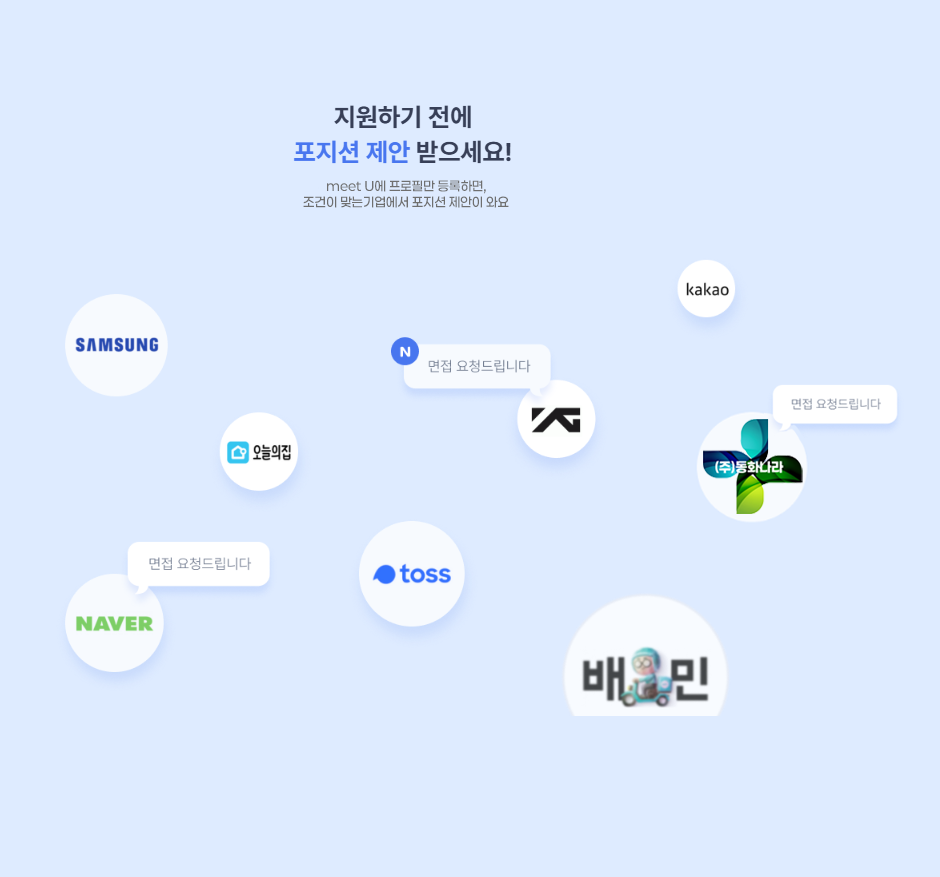 지원하기 전에
포지션 제안 받으세요!
meet U에 프로필만 등록하면,
조건이 맞는기업에서 포지션 제안이 와요
kakao
SAMSUNG
N
면접 요청드립니다
YG
면접 요청드립니다
(주)동화나라
오늘의집
면접 요청드립니다
toss
NAVER
배민